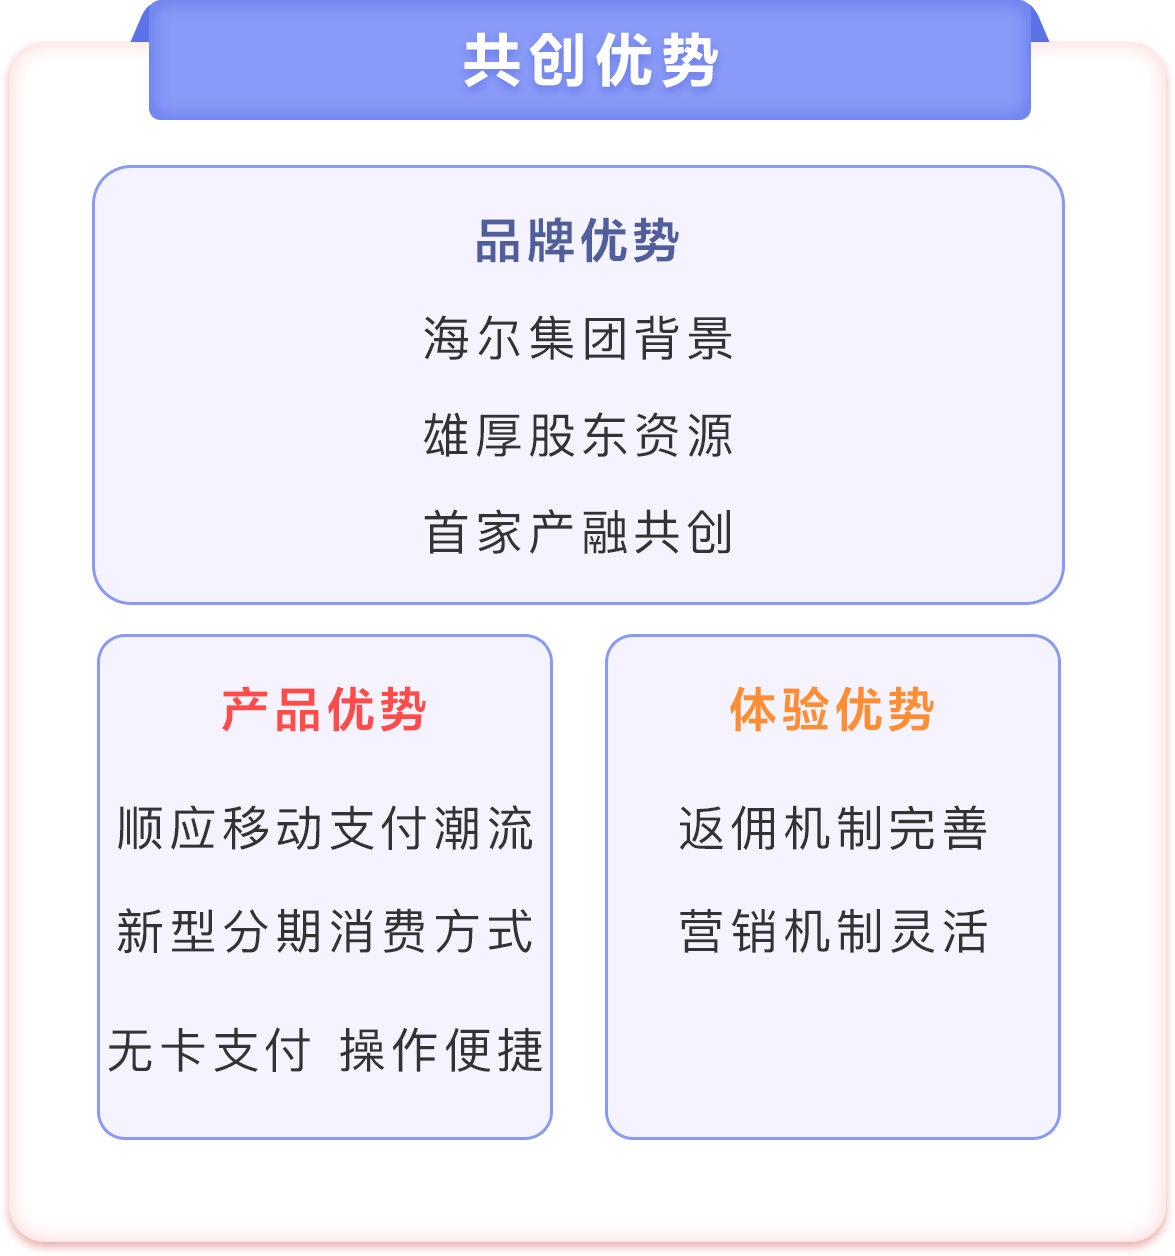 共创优势
品牌优势
海尔集团背景
雄厚股东资源
首家产融共创
产品优势
顺应移动支付潮流
新型分期消费方式
无卡支付 操作便捷
体验优势
返佣机制完善
营销机制灵活